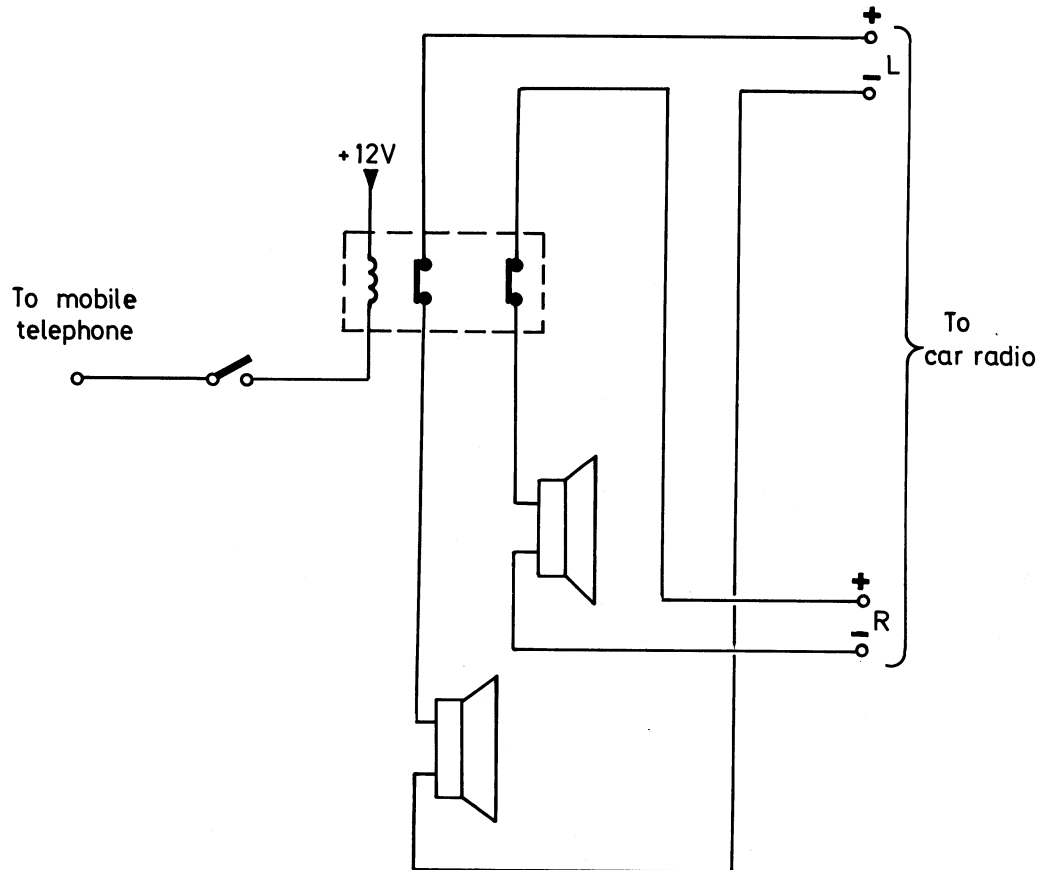 +
L
−
+12V
To mobile
telephone
To
car radio
+
R
−